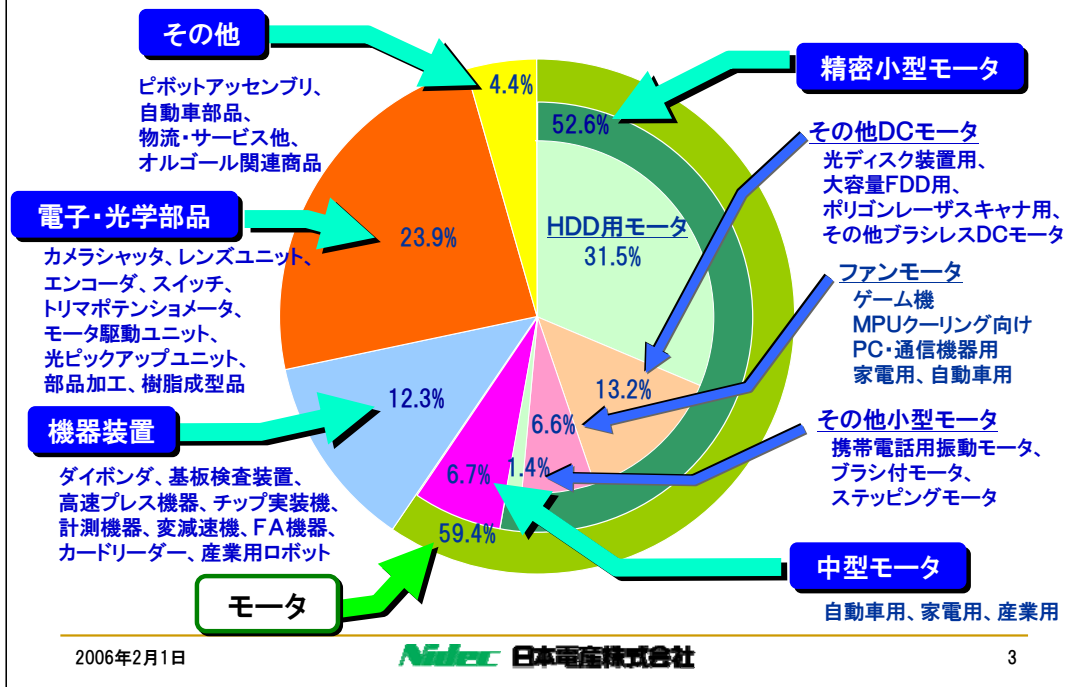 その他
ピボットアッセンブリ、
自動車部品、
物流・サービス他、
オルゴール関連商品
4.4%
精密小型モータ
52.6%
その他DCモータ
光ディスク装置用、
大容量FDD用、
ポリゴンレーザスキャナ用、
その他ブラシレスDCモータ
電子・光学部品
カメラシャッタ、レンズユニット、
エンコーダ、スイッチ、
トリマポテンショメータ、
モータ駆動ユニット、
光ピックアップユニット、
部品加工、樹脂成型品
23.9%
HDD用モータ
31.5%
ファンモータ
ゲーム機
MPUクーリング向け
PC・通信機器用
家電用、自動車用
13.2%
12.3%
6.6%
機器装置
ダイボンダ、基板検査装置、
高速プレス機器、チップ実装機、
計測機器、変減速機、FA機器、
カードリーダー、産業用ロボット
その他小型モータ
携帯電話用振動モータ、
ブラシ付モータ、
ステッピングモータ
1.4%
6.7%
59.4%
中型モータ
自動車用、家電用、産業用
モータ
2006年2月1日
Nidec 日本電産株式会社
3